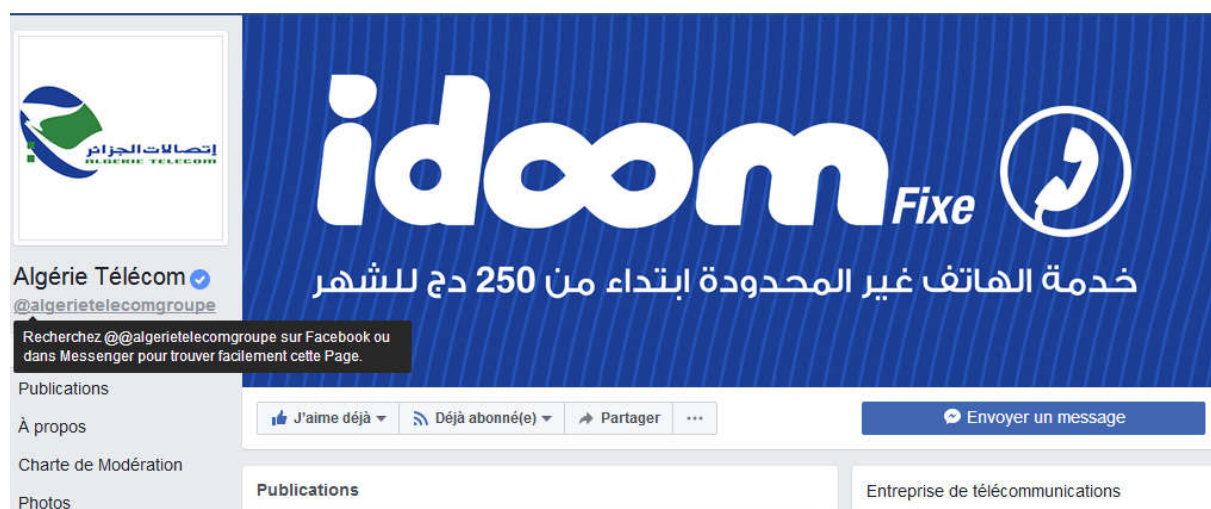 إتصالات الجزائر
ALGERIE TELECOM
idoom Fixe
خدمة الهاتف غير المحدودة ابتداء من 250 دج للشهر
Algérie Télécom
@algerietelecomgroupe
Recherchez @@algerietelecomgroupe sur Facebook ou
dans Messenger pour trouver facilement cette Page.
Publications
À propos
Charte de Modération
Photos
J'aime déjà
Déjà abonné(e)
Partager
...
Envoyer un message
Publications
Entreprise de télécommunications